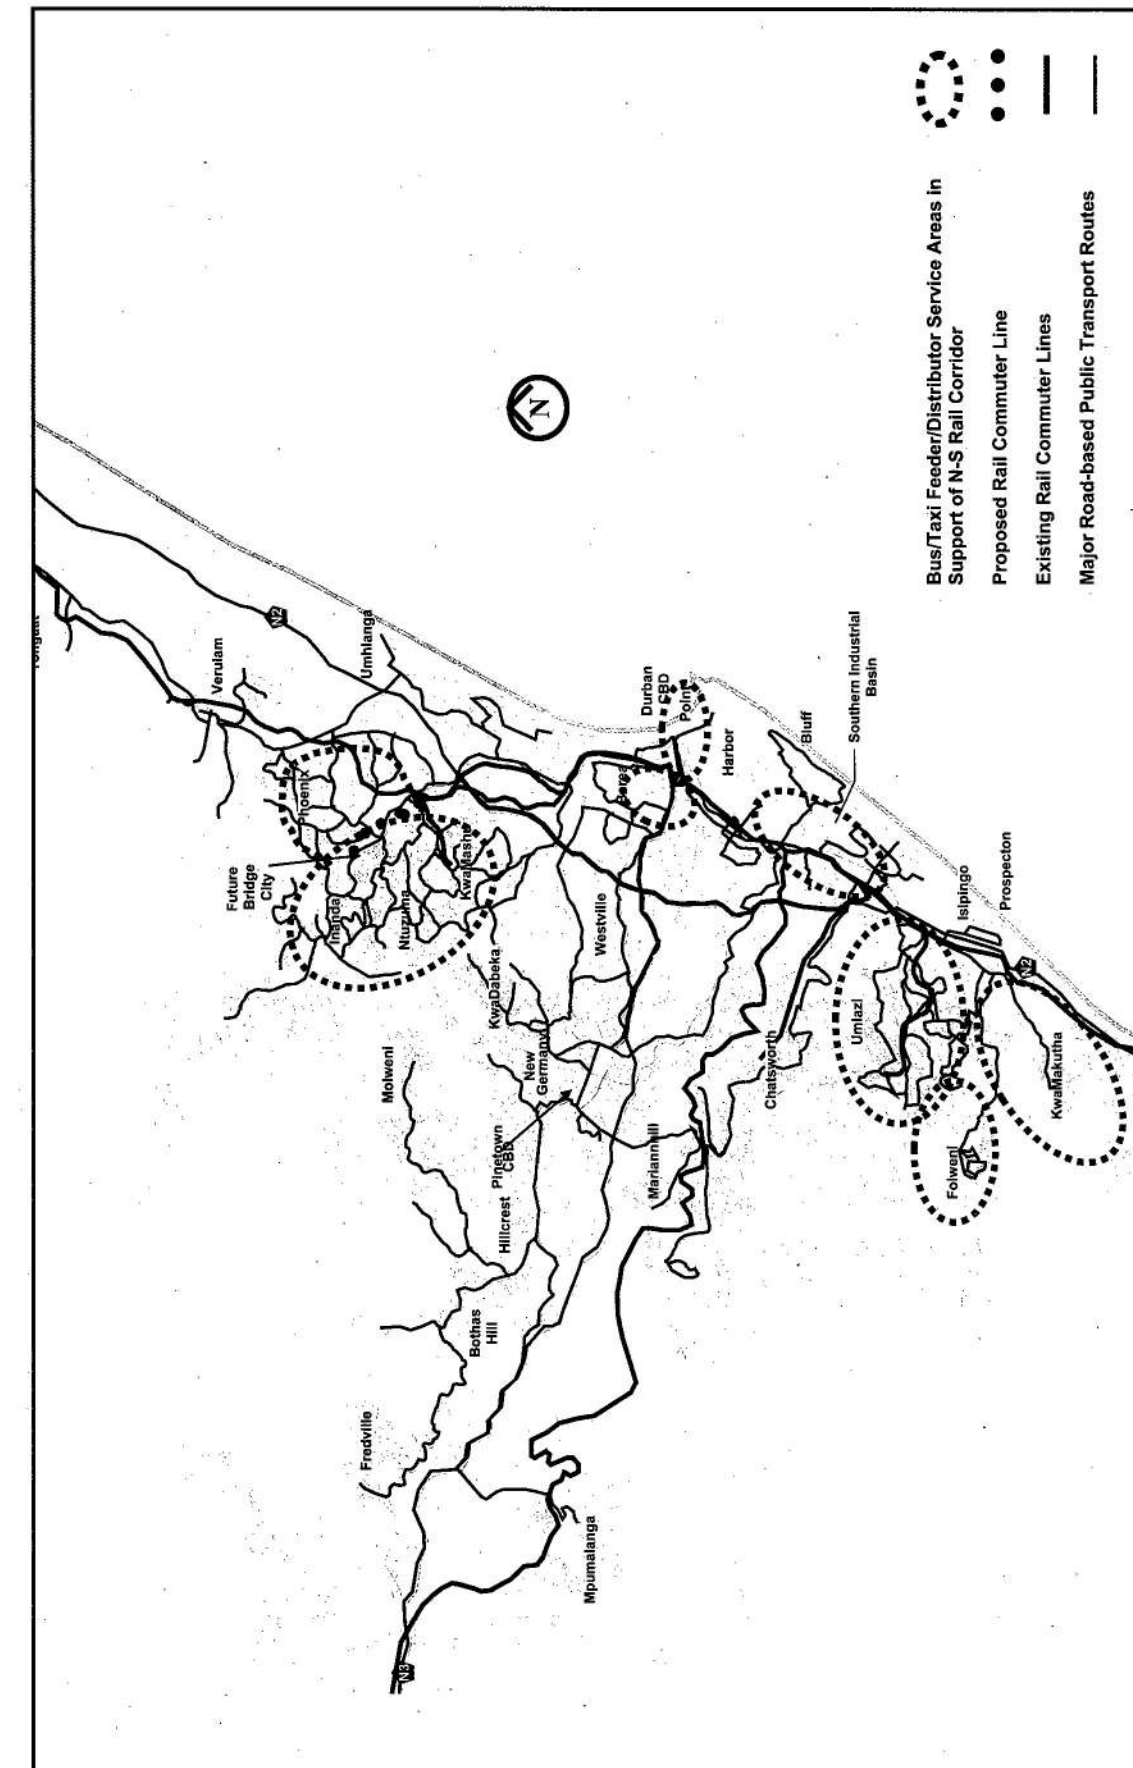 Verulam
N2
Umhlanga
Phoenix
Future
Bridge
City
Inanda
Ntuzuma
KwaMashu
KwaDabeka
Molweni
New
Germany
Pinetown
CBD
Hillcrest
Bothas
Hill
Fredville
N3
Mpumalanga
Westville
Mariannhill
Chatsworth
Berea
Durban
CBD
Point
Harbor
Bluff
Southern Industrial
Basin
Umlazi
Isipingo
Prospecton
N2
Folweni
KwaMakutha
N
Bus/Taxi Feeder/Distributor Service Areas in
Support of N-S Rail Corridor
Proposed Rail Commuter Line
Existing Rail Commuter Lines
Major Road-based Public Transport Routes